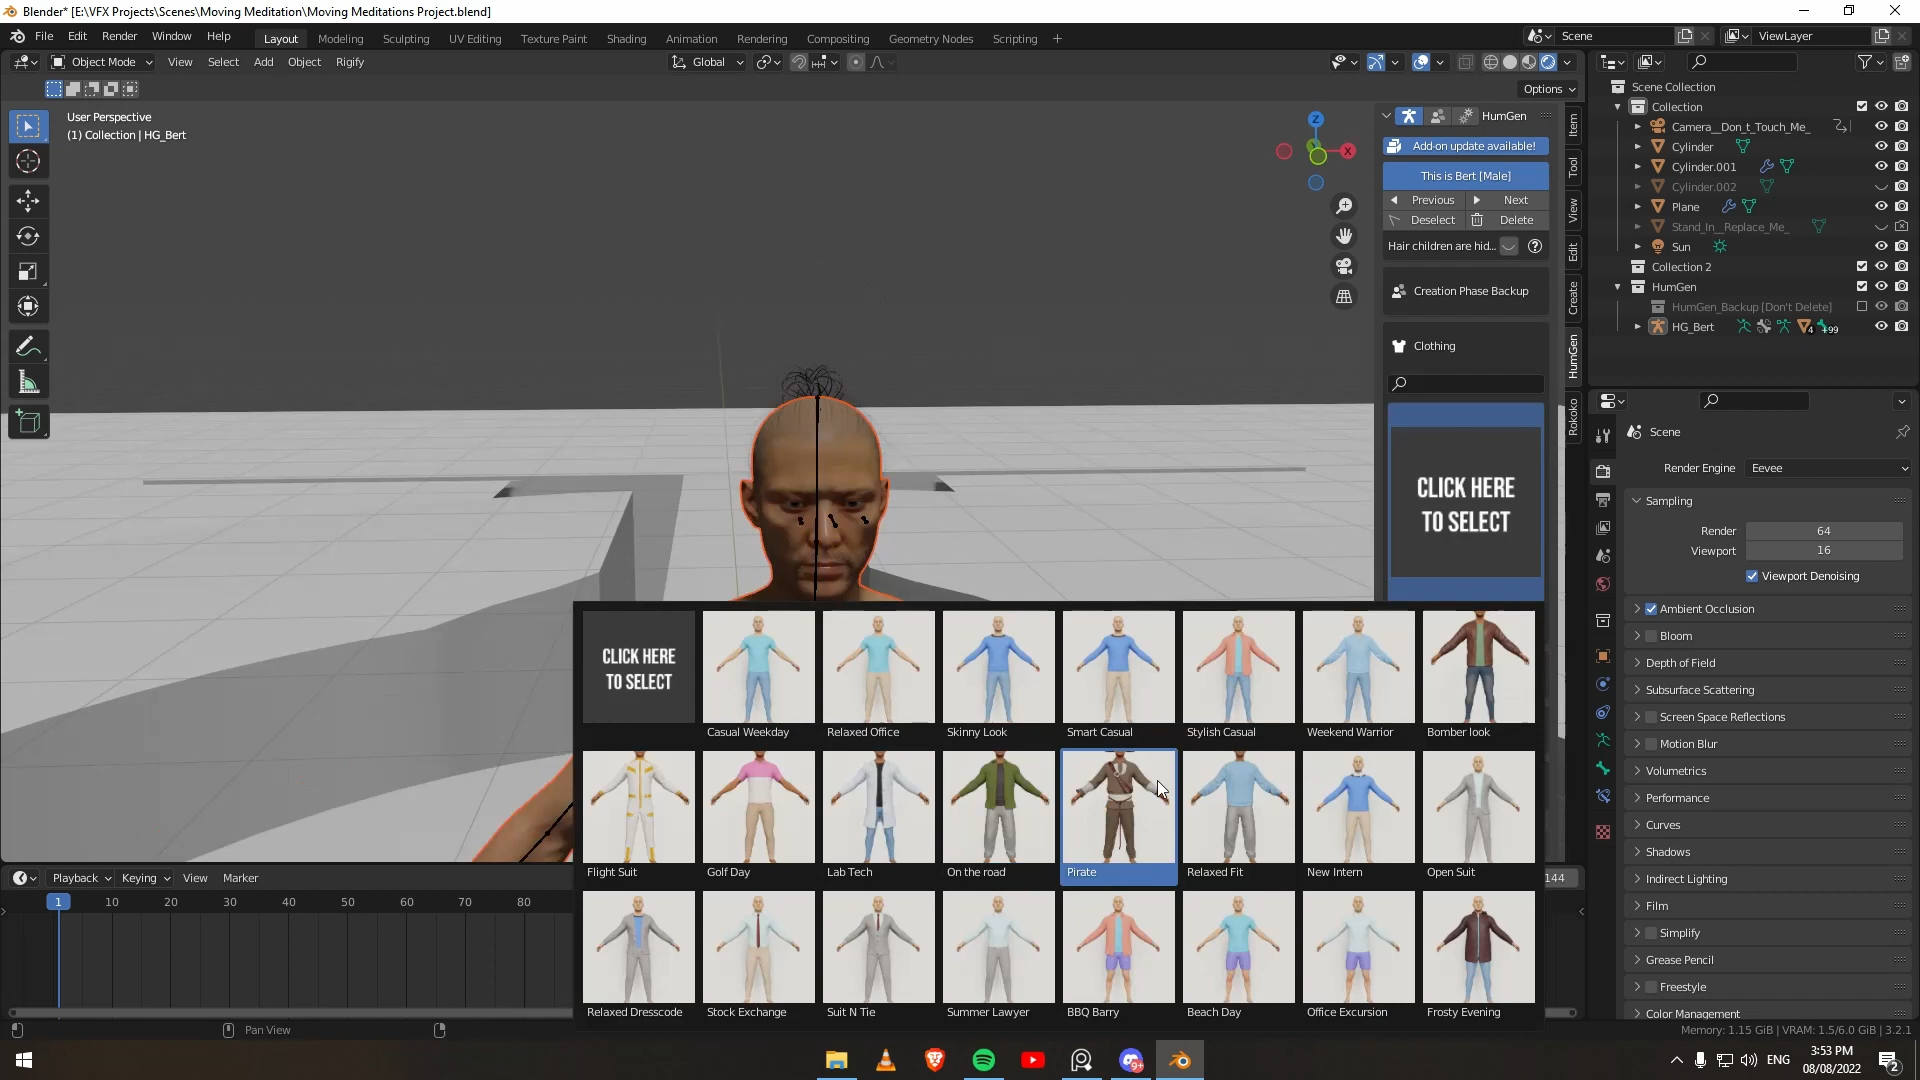 Blender* [E:\VFX Projects\Scenes\Moving Meditation\Moving Meditations Project.blend]
File Edit Render Window Help Layout Modeling Sculpting UV Editing Texture Paint Shading Animation Rendering Compositing Geometry Nodes Scripting + Scene ViewLayer
Object Mode View Select Add Object Rigify Global
Options
User Perspective
(1) Collection | HG_Bert
Z
X
HumGen
Add-on update available!
This is Bert [Male]
Previous Next
Deselect Delete
Hair children are hid...
Creation Phase Backup
Clothing
CLICK HERE
TO SELECT
Item
Tool
View
Edit
Create
HumGen
Rokoko
Scene Collection
Collection
Camera__Don_t_Touch_Me_
Cylinder
Cylinder.001
Cylinder.002
Plane
Stand_In__Replace_Me_
Sun
Collection 2
HumGen
HumGen_Backup [Don't Delete]
HG_Bert 4 +99
Scene
Render Engine Eevee
Sampling
Render 64
Viewport 16
Viewport Denoising
Ambient Occlusion
Bloom
Depth of Field
Subsurface Scattering
Screen Space Reflections
Motion Blur
Volumetrics
Performance
Curves
Shadows
Indirect Lighting
Film
Simplify
Grease Pencil
Freestyle
Color Management
CLICK HERE
TO SELECT
Casual Weekday Relaxed Office Skinny Look Smart Casual Stylish Casual Weekend Warrior Bomber look
Flight Suit Golf Day Lab Tech On the road Pirate Relaxed Fit New Intern Open Suit
Relaxed Dresscode Stock Exchange Suit N Tie Summer Lawyer BBQ Barry Beach Day Office Excursion Frosty Evening
Playback Keying View Marker 144
1 10 20 30 40 50 60 70 80
Pan View
Memory: 1.15 GiB | VRAM: 1.5/6.0 GiB | 3.2.1
9+
ENG
3:53 PM
08/08/2022
2